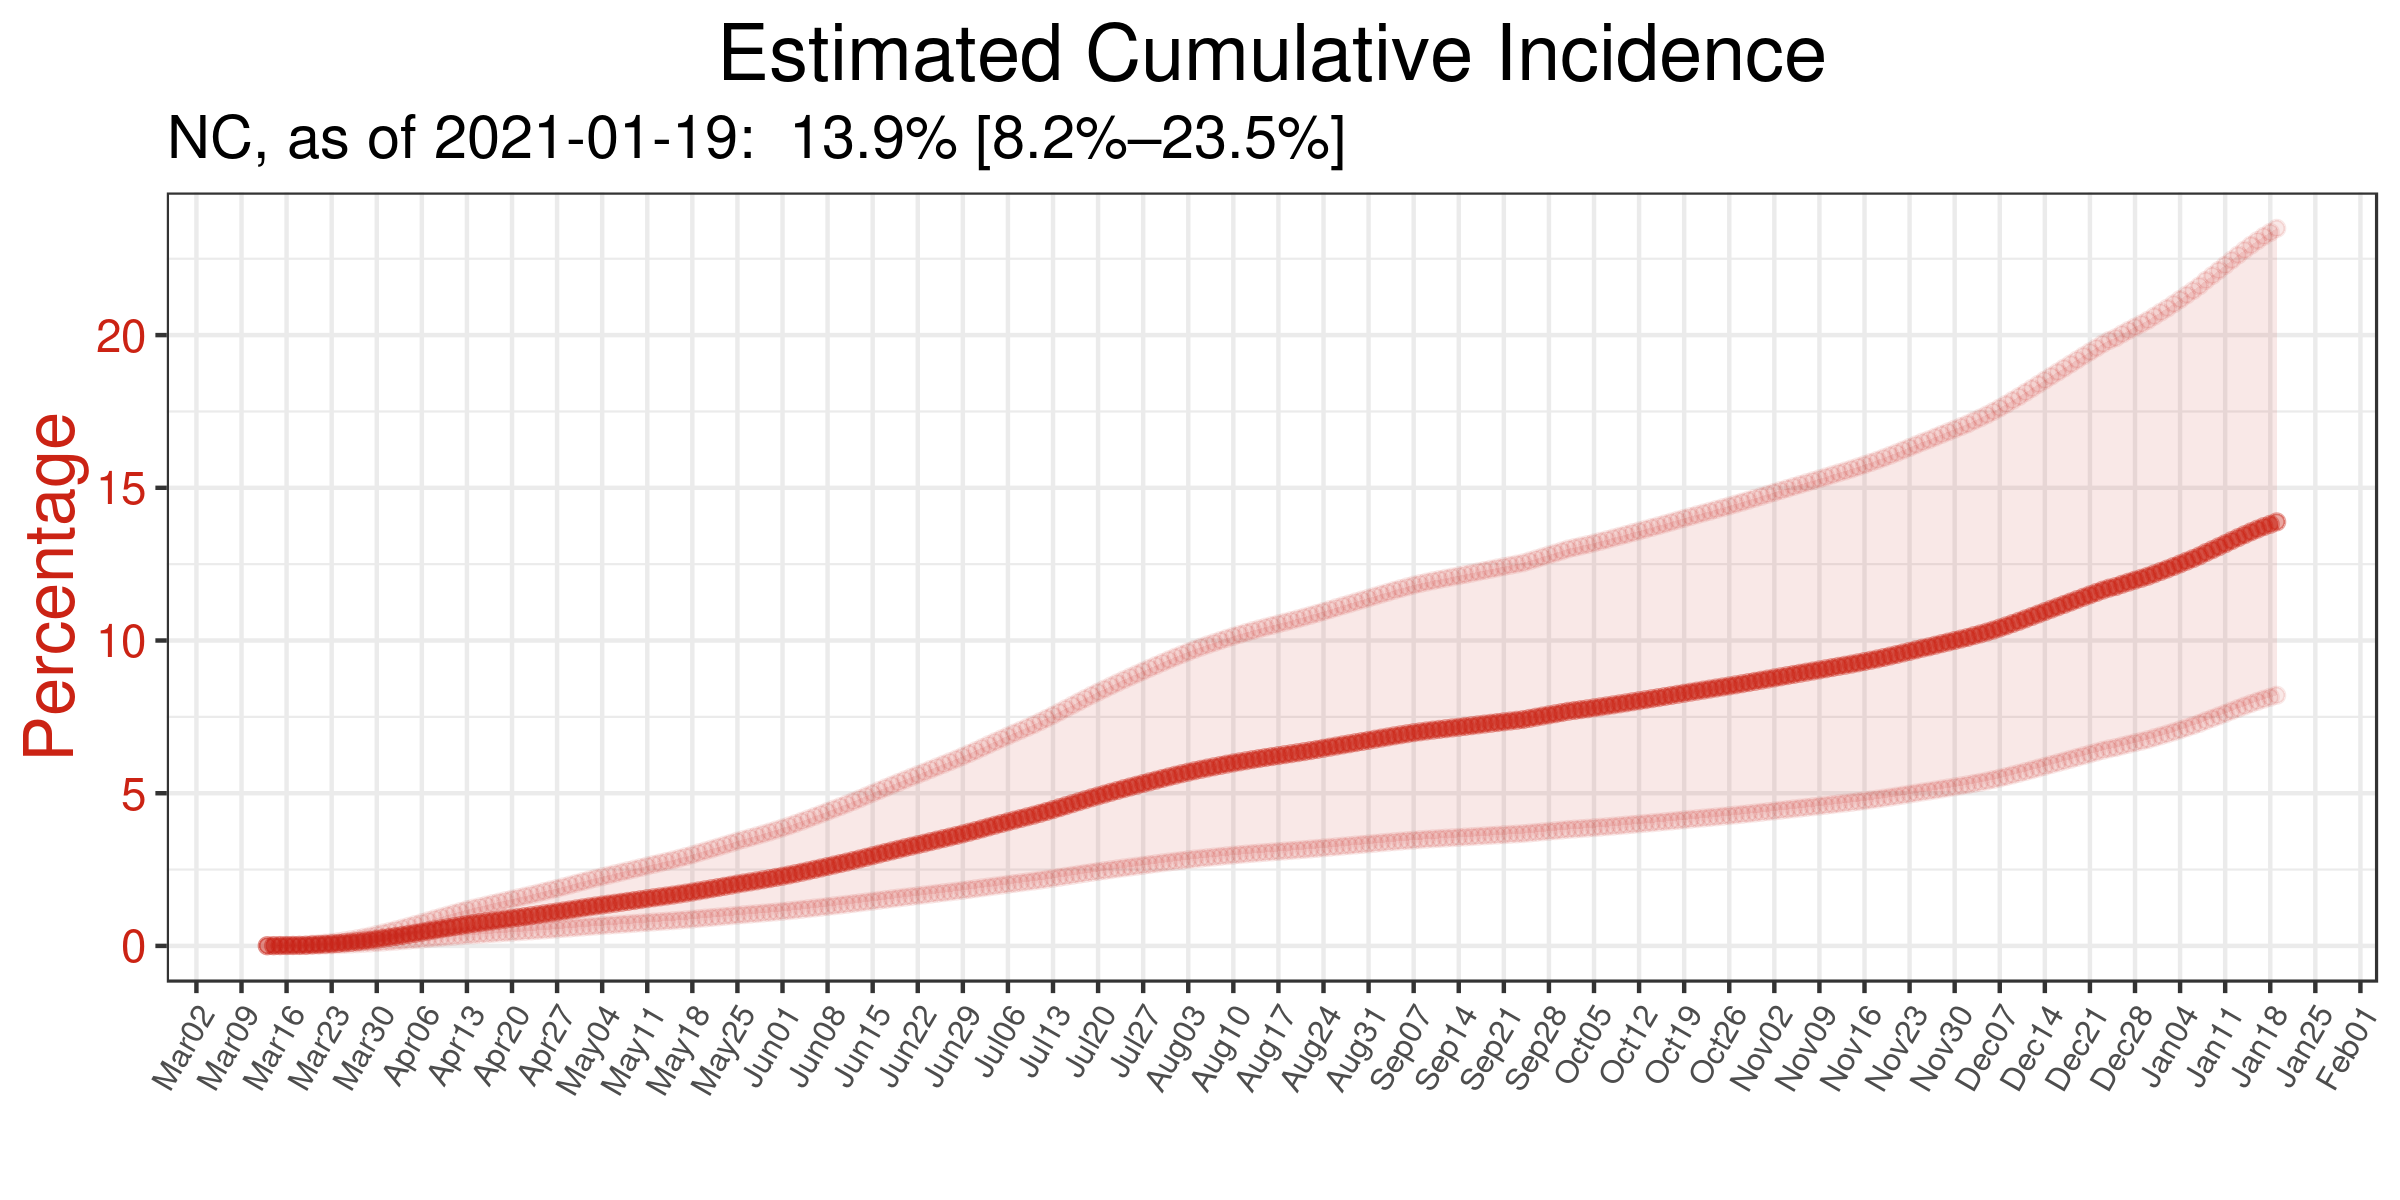 Estimated Cumulative Incidence
NC, as of 2021-01-19:  13.9% [8.2%–23.5%]
Percentage
20
15
10
5
0
Mar02 Mar09 Mar16 Mar23 Mar30 Apr06 Apr13 Apr20 Apr27 May04 May11 May18 May25 Jun01 Jun08 Jun15 Jun22 Jun29 Jul06 Jul13 Jul20 Jul27 Aug03 Aug10 Aug17 Aug24 Aug31 Sep07 Sep14 Sep21 Sep28 Oct05 Oct12 Oct19 Oct26 Nov02 Nov09 Nov16 Nov23 Nov30 Dec07 Dec14 Dec21 Dec28 Jan04 Jan11 Jan18 Jan25 Feb01